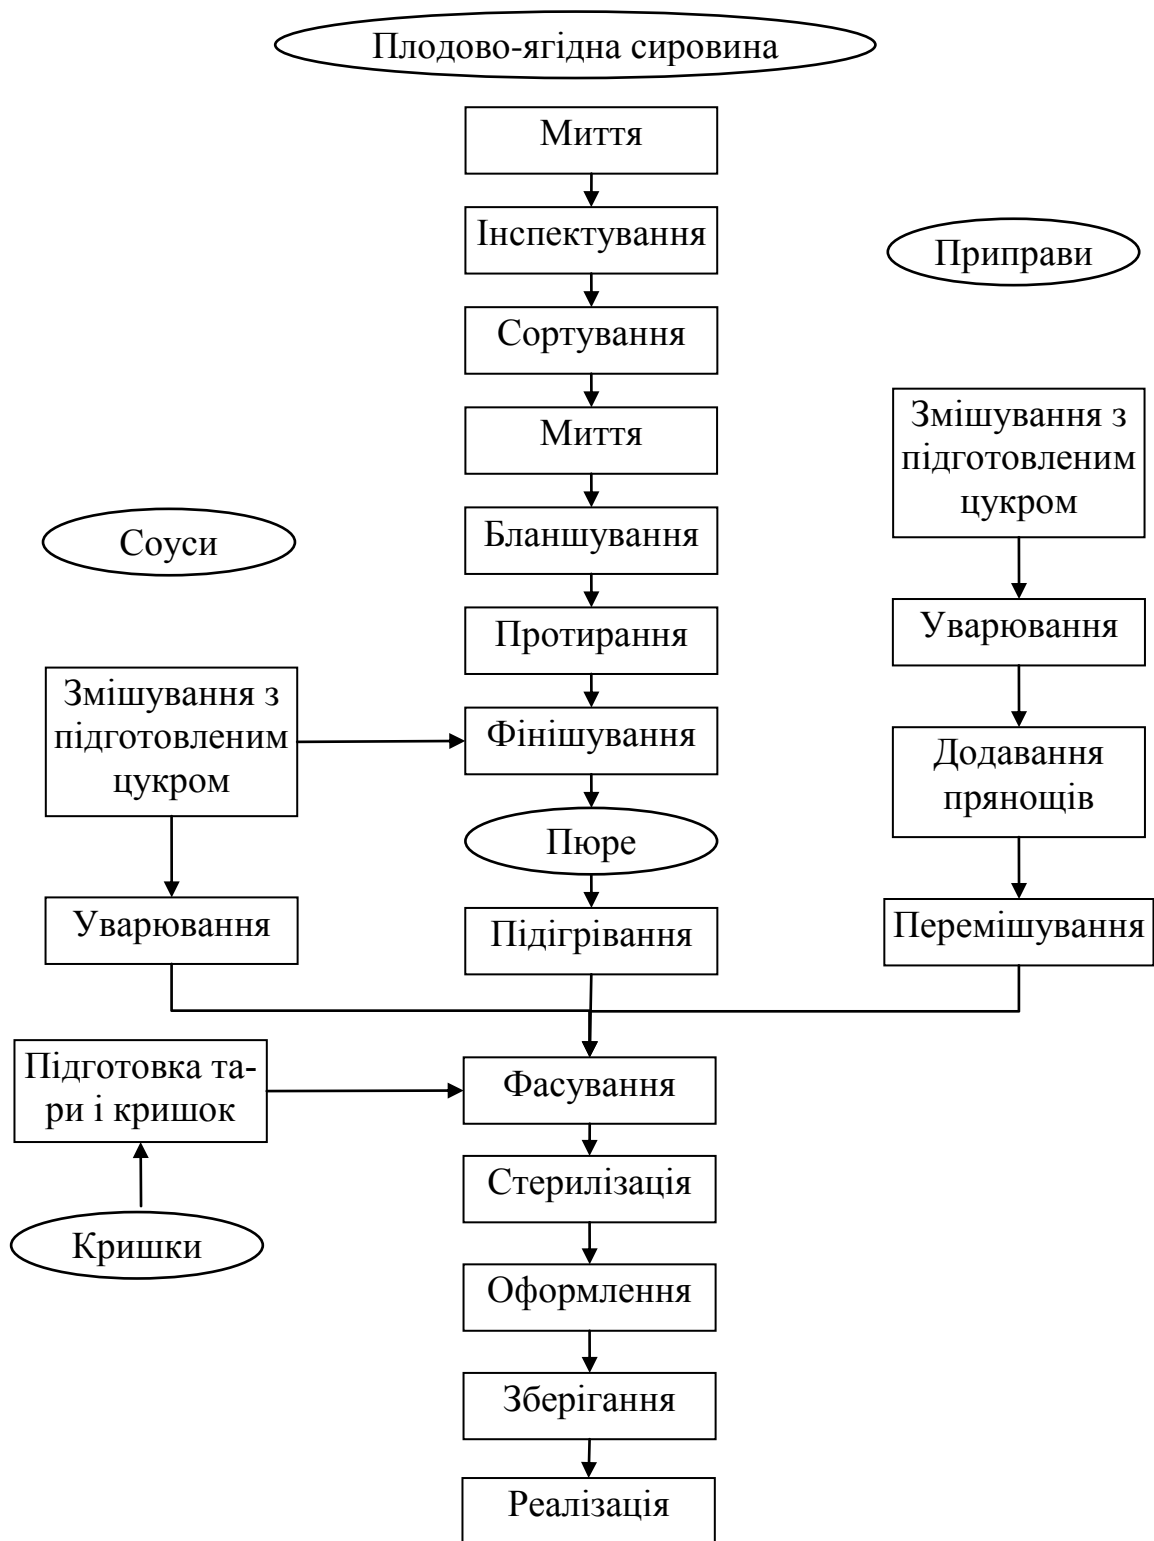 Плодово-ягідна сировина
Миття
Інспектування
Приправи
Сортування
Змішування з
підготовленим
цукром
Миття
Соуси
Бланшування
Протирання
Уварювання
Змішування з
підготовленим
цукром
Фінішування
Додавання
прянощів
Пюре
Уварювання
Підігрівання
Перемішування
Підготовка та-
ри і кришок
Фасування
Стерилізація
Кришки
Оформлення
Зберігання
Реалізація